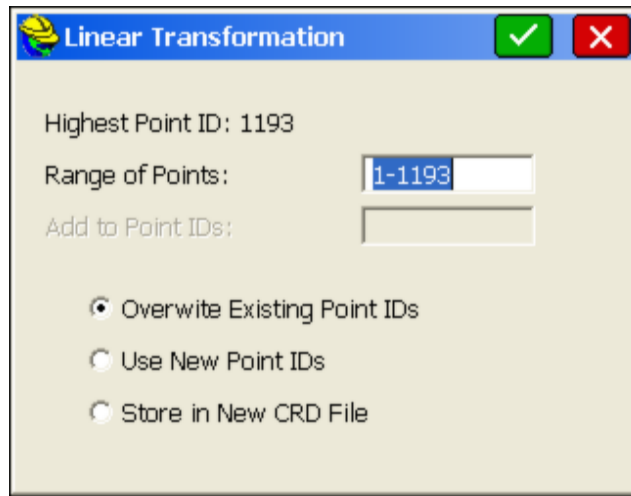 Linear Transformation
Highest Point ID: 1193
Range of Points: 1-1193
Add to Point IDs:
Overwite Existing Point IDs
Use New Point IDs
Store in New CRD File